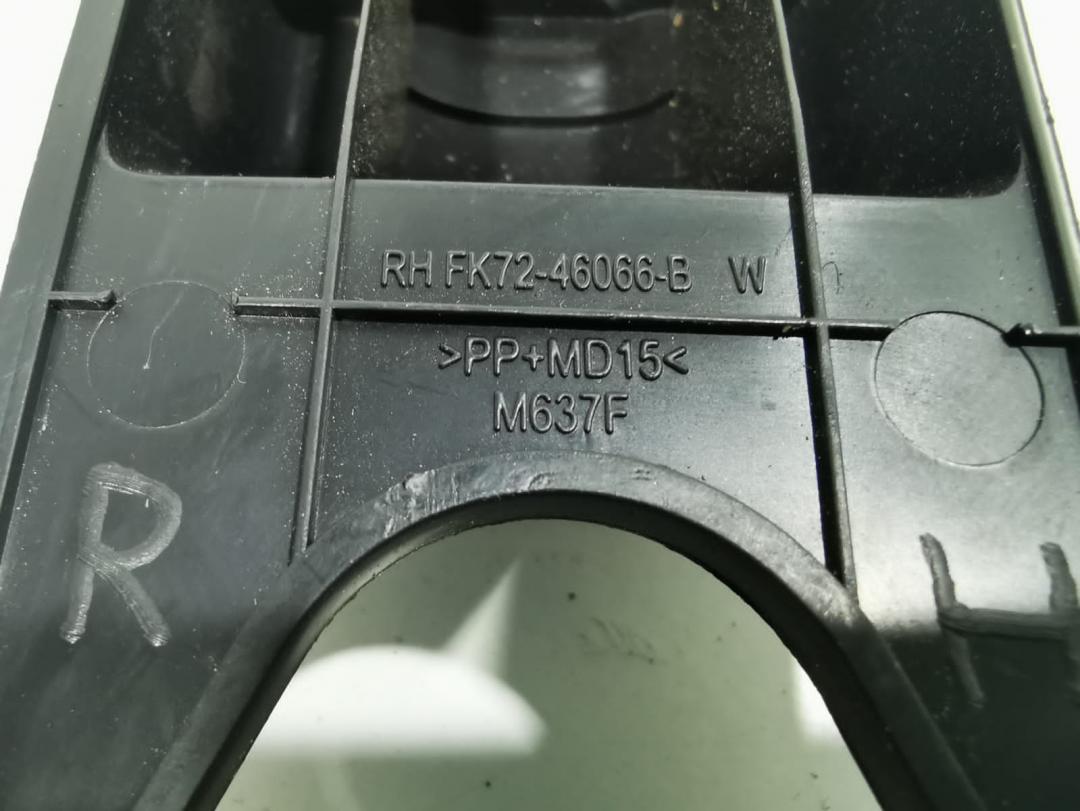 RH FK72-46066-B W
>PP+MD15<
M637F
R H